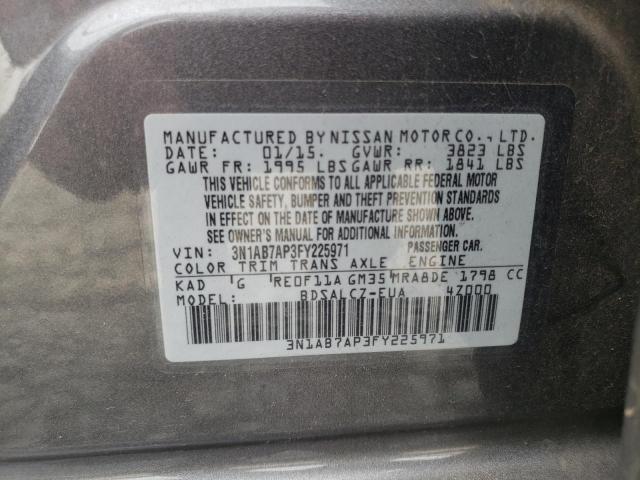 MANUFACTURED BY NISSAN MOTOR CO., LTD.
DATE: 01/15. GVWR: 3823 LBS
GAWR FR: 1995 LBS GAWR RR: 1841 LBS
THIS VEHICLE CONFORMS TO ALL APPLICABLE FEDERAL MOTOR
VEHICLE SAFETY, BUMPER AND THEFT PREVENTION STANDARDS
IN EFFECT ON THE DATE OF MANUFACTURE SHOWN ABOVE.
SEE OWNER'S MANUAL FOR ADDITIONAL INFORMATION.
VIN: 3N1AB7AP3FY225971 PASSENGER CAR.
COLOR TRIM TRANS AXLE ENGINE
KAD G RE0F11A GM35 MRA8DE 1798 CC
MODEL: BDSALCZ-EUA 4Z000
3N1AB7AP3FY225971